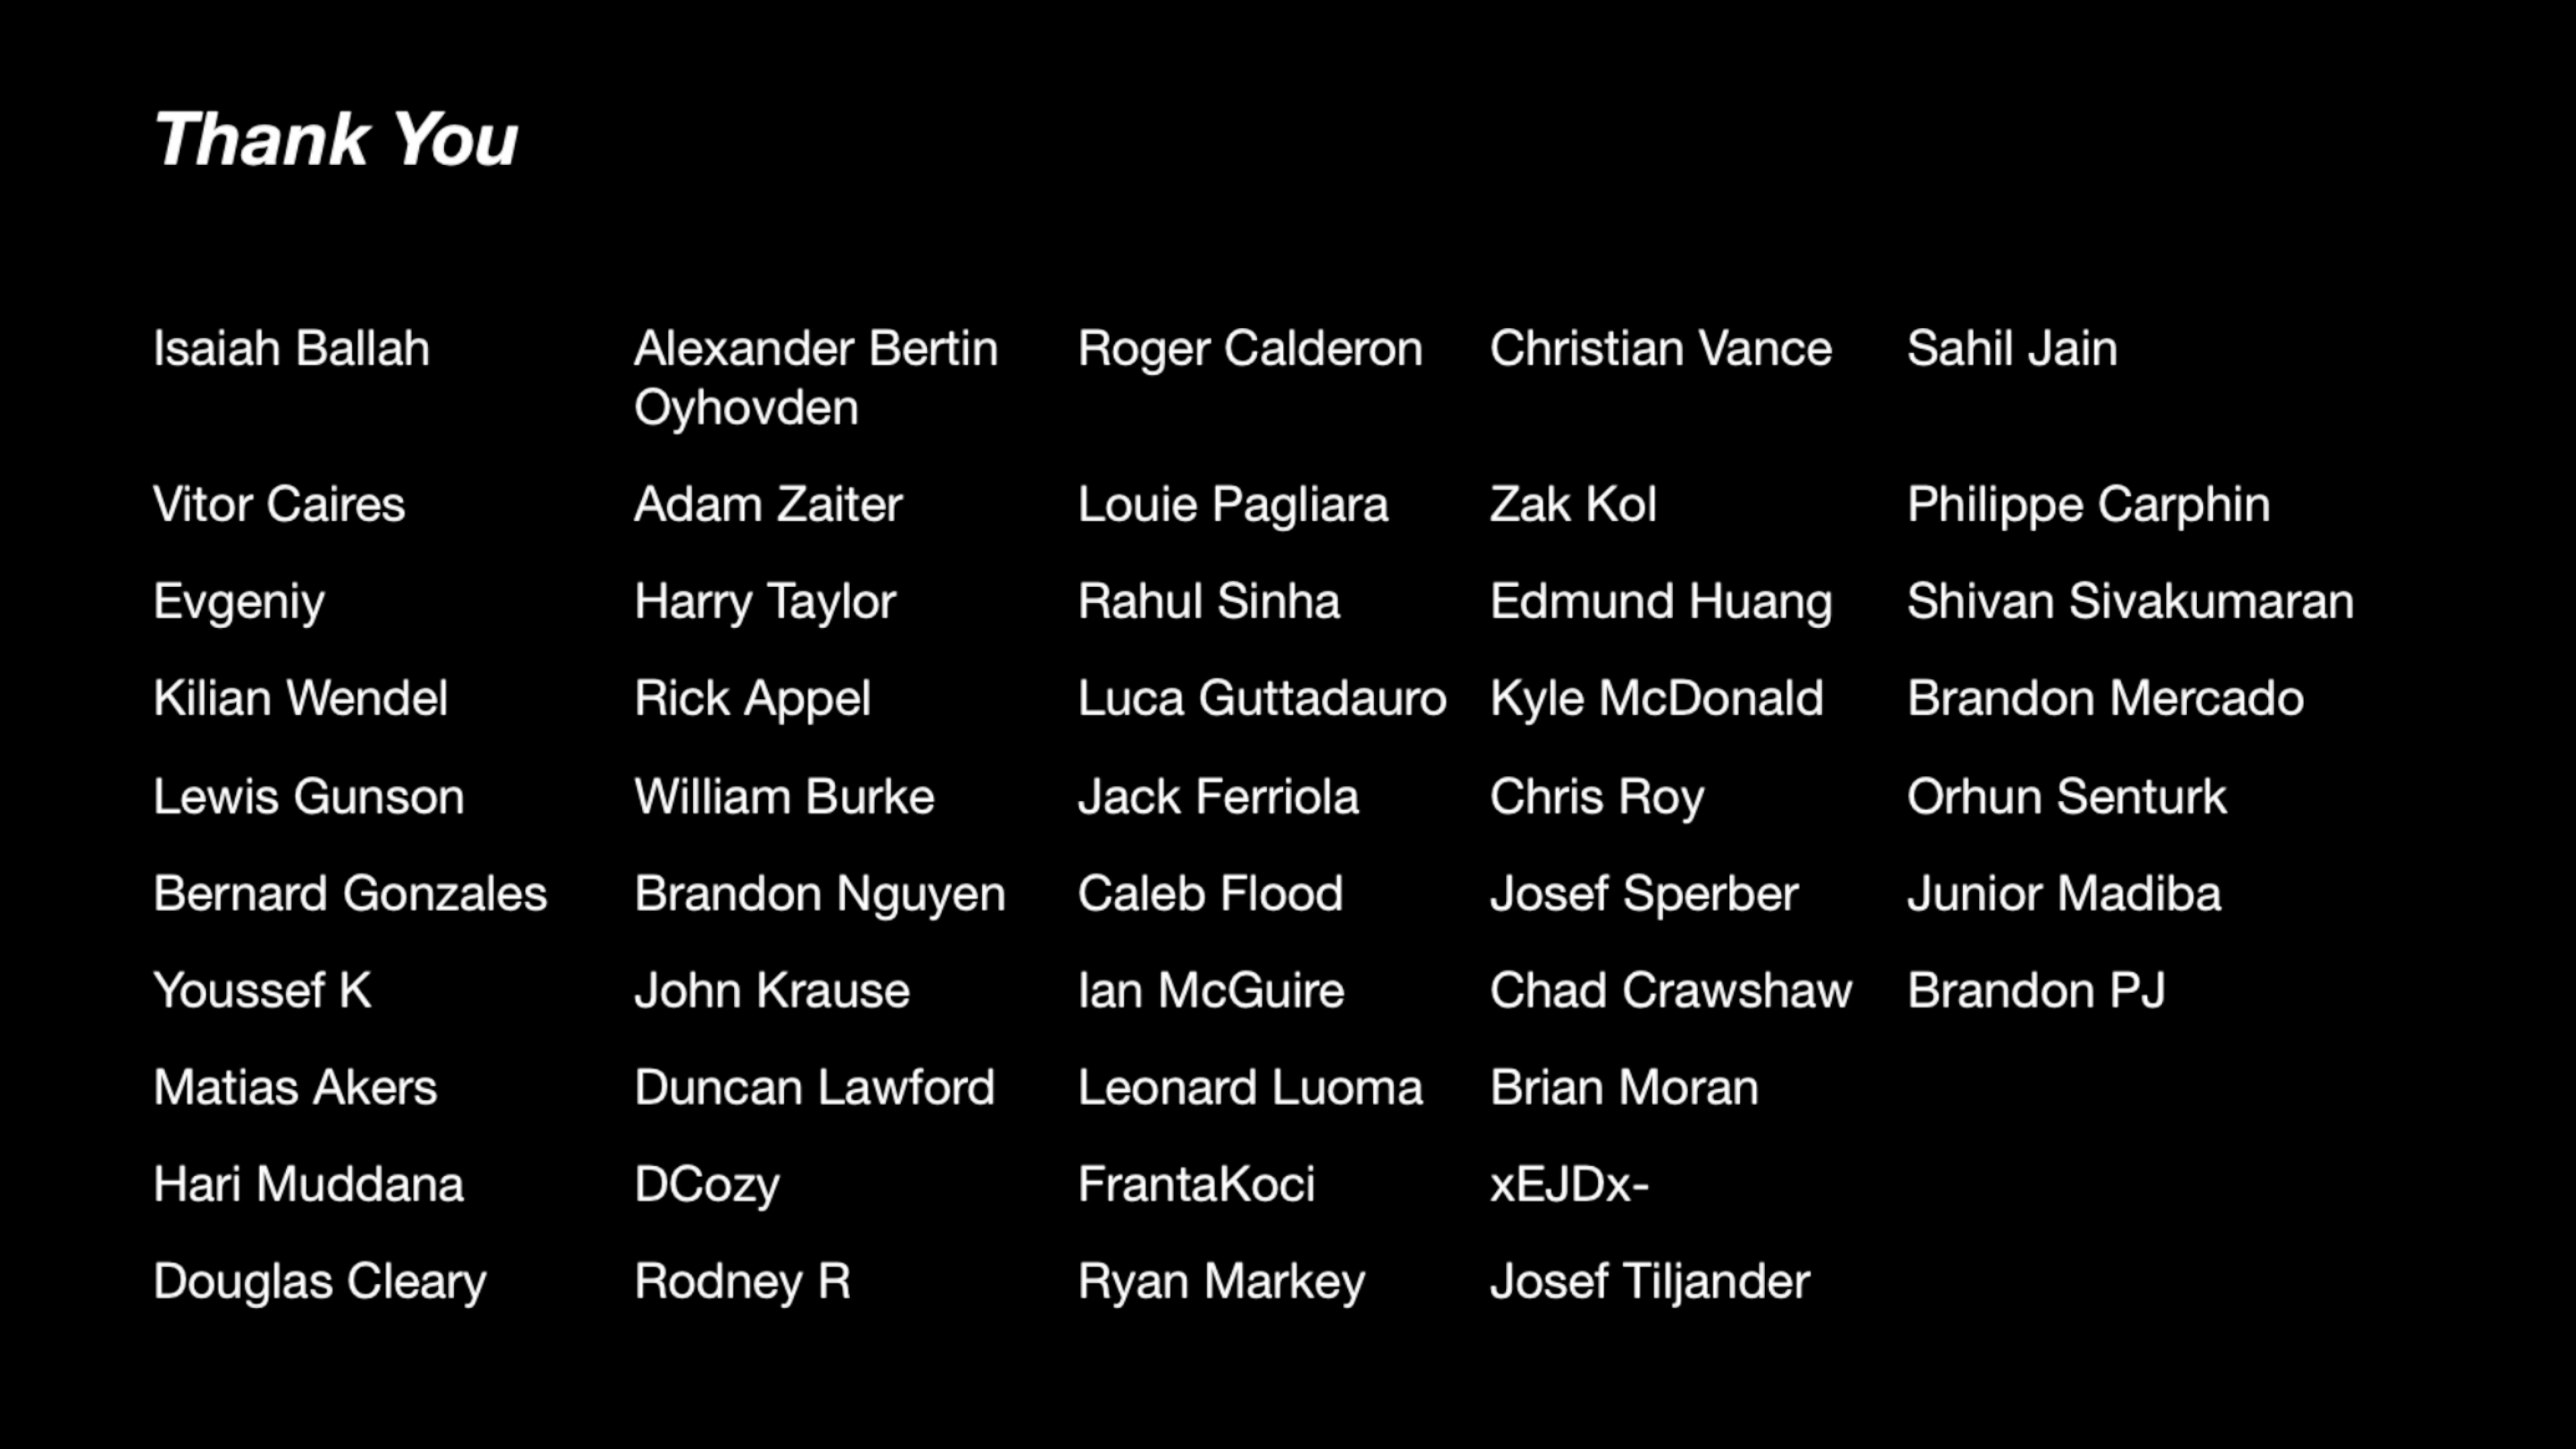 Thank You
Isaiah Ballah
Alexander Bertin
Oyhovden
Roger Calderon
Christian Vance
Sahil Jain
Vitor Caires
Adam Zaiter
Louie Pagliara
Zak Kol
Philippe Carphin
Evgeniy
Harry Taylor
Rahul Sinha
Edmund Huang
Shivan Sivakumaran
Kilian Wendel
Rick Appel
Luca Guttadauro
Kyle McDonald
Brandon Mercado
Lewis Gunson
William Burke
Jack Ferriola
Chris Roy
Orhun Senturk
Bernard Gonzales
Brandon Nguyen
Caleb Flood
Josef Sperber
Junior Madiba
Youssef K
John Krause
Ian McGuire
Chad Crawshaw
Brandon PJ
Matias Akers
Duncan Lawford
Leonard Luoma
Brian Moran
Hari Muddana
DCozy
FrantaKoci
xEJDx-
Douglas Cleary
Rodney R
Ryan Markey
Josef Tiljander